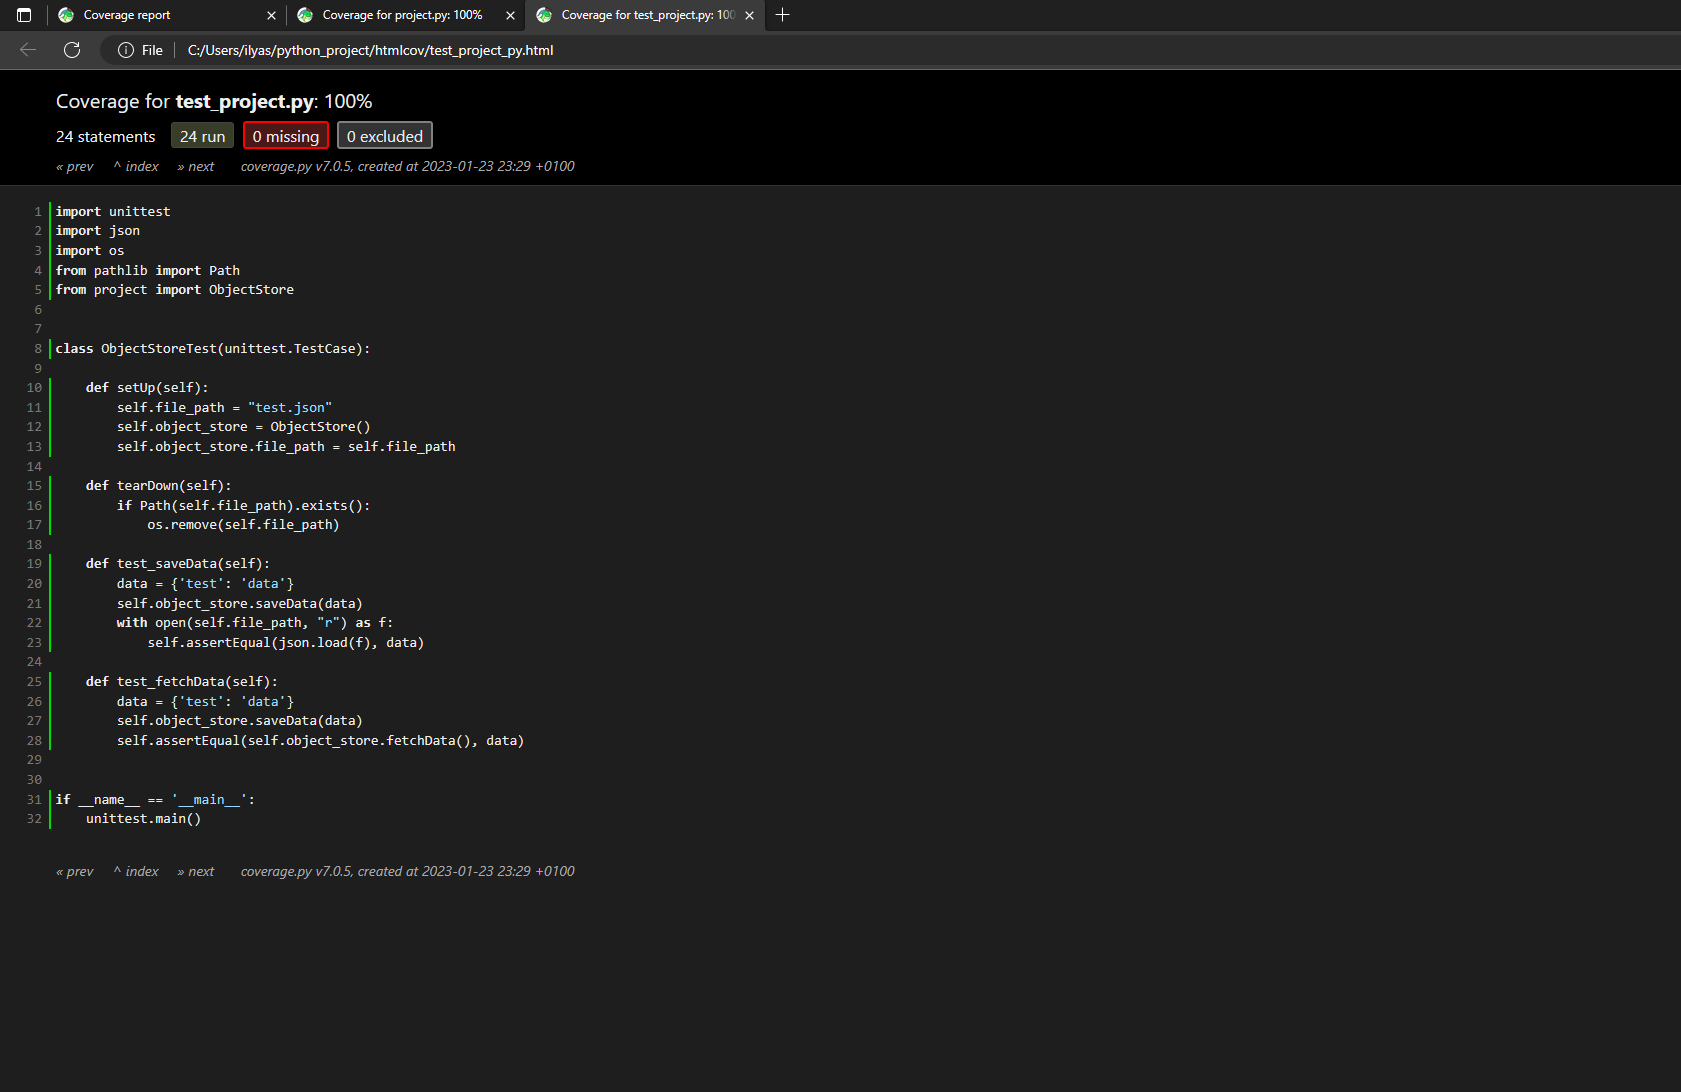 Coverage report
Coverage for project.py: 100%
Coverage for test_project.py: 100
File C:/Users/ilyas/python_project/htmlcov/test_project_py.html
Coverage for test_project.py: 100%
24 statements 24 run 0 missing 0 excluded
« prev ^ index » next coverage.py v7.0.5, created at 2023-01-23 23:29 +0100
1 import unittest
2 import json
3 import os
4 from pathlib import Path
5 from project import ObjectStore
6
7
8 class ObjectStoreTest(unittest.TestCase):
9
10     def setUp(self):
11         self.file_path = "test.json"
12         self.object_store = ObjectStore()
13         self.object_store.file_path = self.file_path
14
15     def tearDown(self):
16         if Path(self.file_path).exists():
17             os.remove(self.file_path)
18
19     def test_saveData(self):
20         data = {'test': 'data'}
21         self.object_store.saveData(data)
22         with open(self.file_path, "r") as f:
23             self.assertEqual(json.load(f), data)
24
25     def test_fetchData(self):
26         data = {'test': 'data'}
27         self.object_store.saveData(data)
28         self.assertEqual(self.object_store.fetchData(), data)
29
30
31 if __name__ == '__main__':
32     unittest.main()
« prev ^ index » next coverage.py v7.0.5, created at 2023-01-23 23:29 +0100